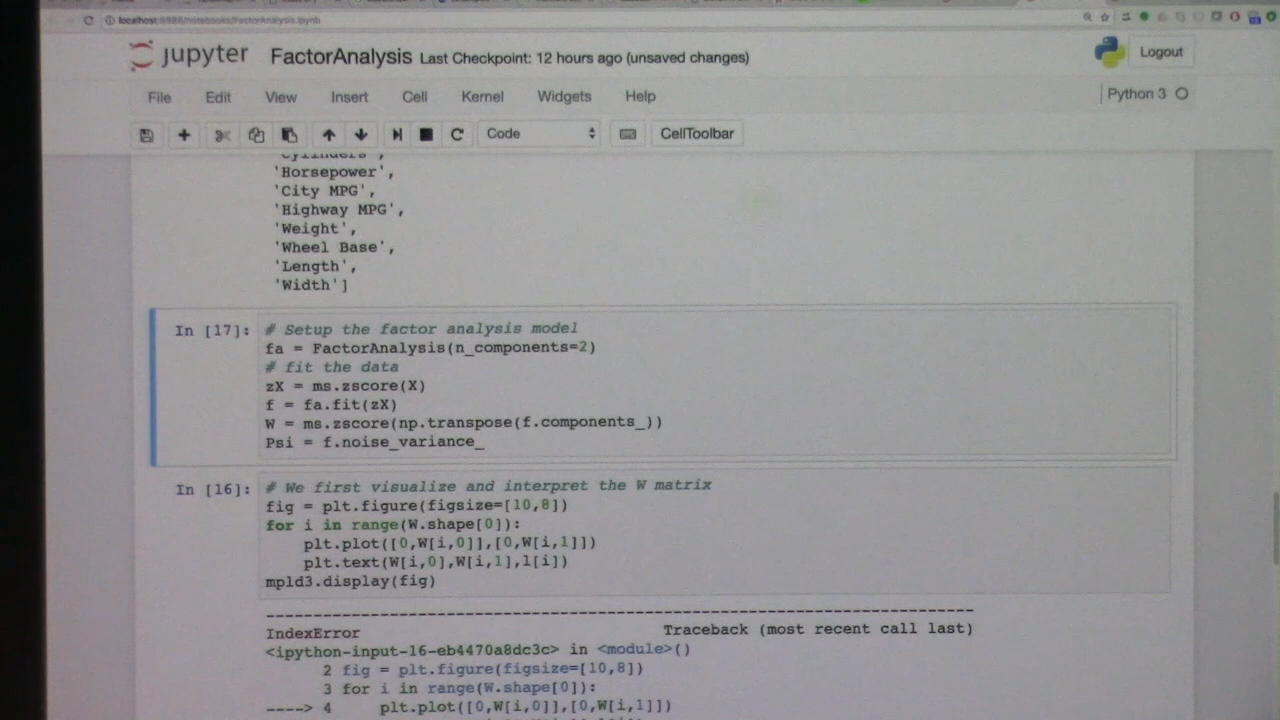 localhost:8888/notebooks/FactorAnalysis.ipynb
jupyter FactorAnalysis Last Checkpoint: 12 hours ago (unsaved changes)
Logout
File Edit View Insert Cell Kernel Widgets Help
Python 3
Code
CellToolbar
'Cylinders',
'Horsepower',
'City MPG',
'Highway MPG',
'Weight',
'Wheel Base',
'Length',
'Width']
In [17]: # Setup the factor analysis model
fa = FactorAnalysis(n_components=2)
# fit the data
zX = ms.zscore(X)
f = fa.fit(zX)
W = ms.zscore(np.transpose(f.components_))
Psi = f.noise_variance_
In [16]: # We first visualize and interpret the W matrix
fig = plt.figure(figsize=[10,8])
for i in range(W.shape[0]):
    plt.plot([0,W[i,0]],[0,W[i,1]])
    plt.text(W[i,0],W[i,1],l[i])
mpld3.display(fig)
---------------------------------------------------------------------------
IndexError Traceback (most recent call last)
<ipython-input-16-eb4470a8dc3c> in <module>()
2 fig = plt.figure(figsize=[10,8])
3 for i in range(W.shape[0]):
----> 4     plt.plot([0,W[i,0]],[0,W[i,1]])